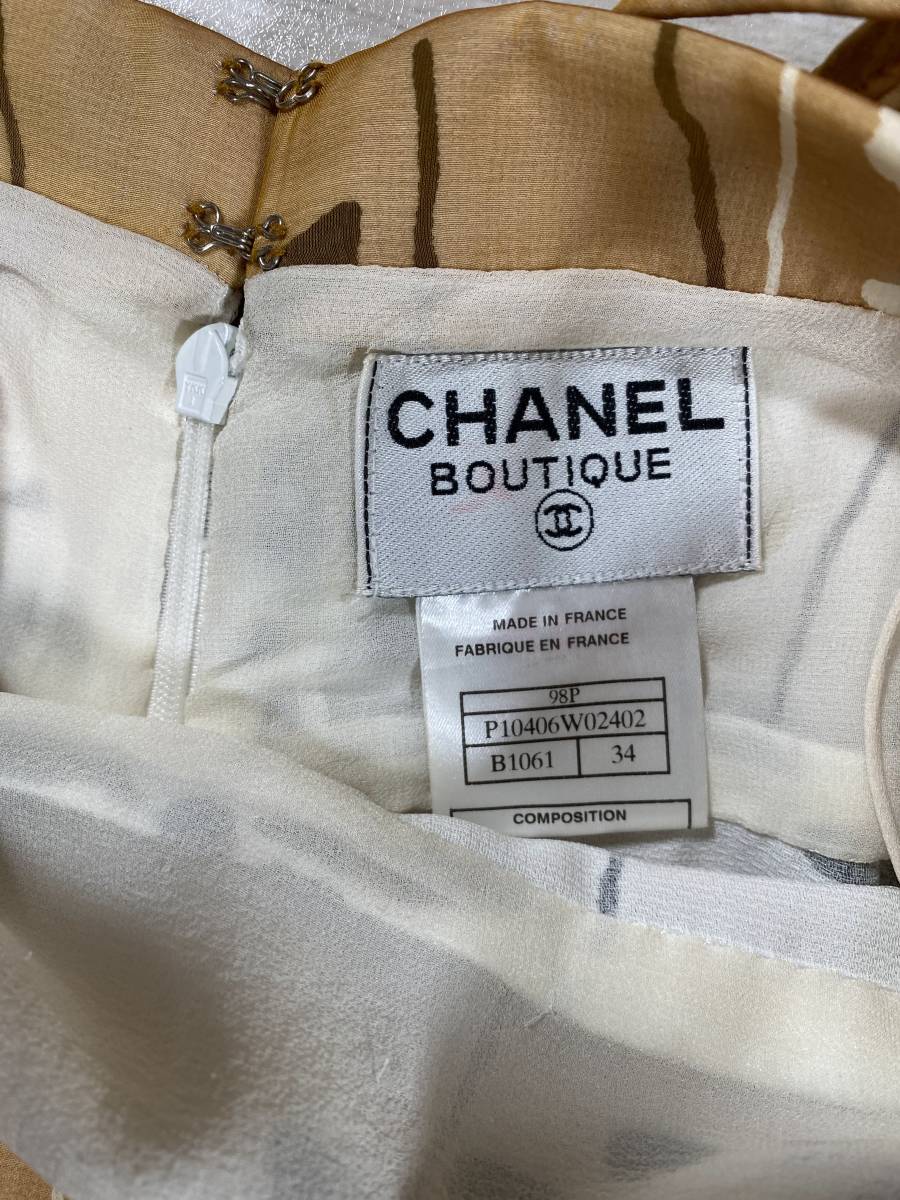 CHANEL
BOUTIQUE
MADE IN FRANCE
FABRIQUE EN FRANCE
98P
P10406W02402
B1061 34
COMPOSITION